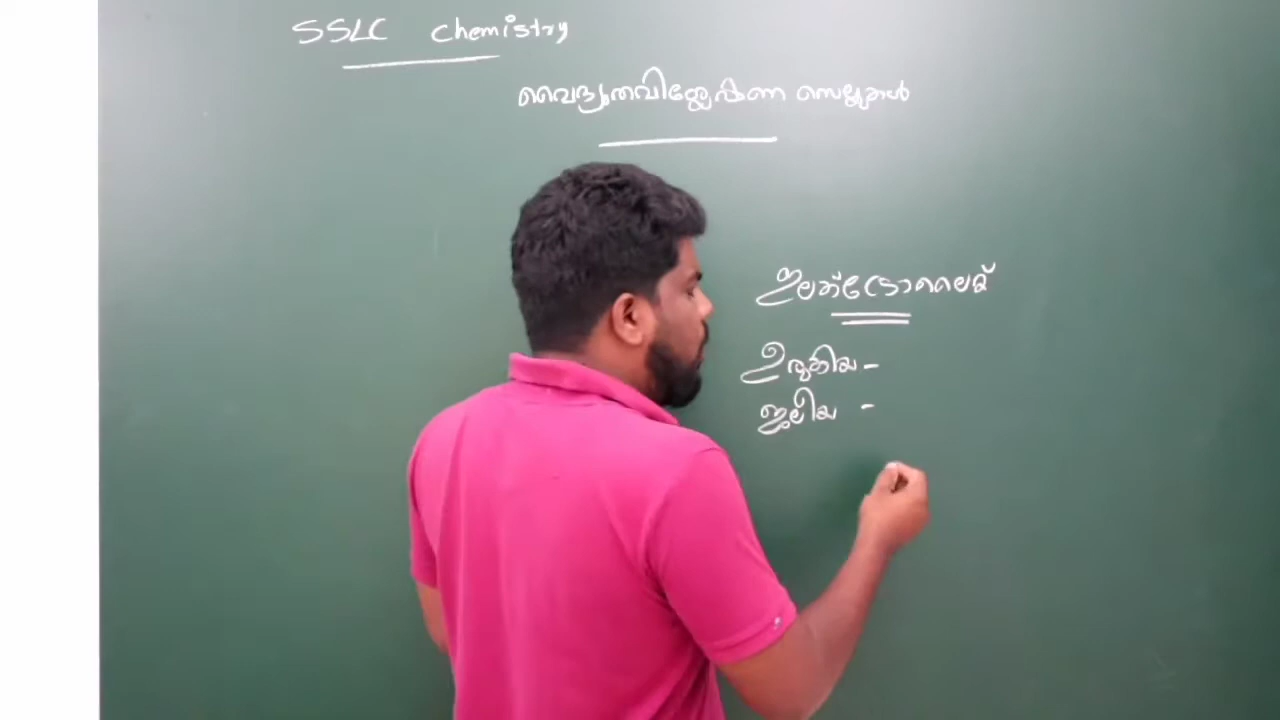 SSLC Chemistry
വൈദ്യുതവിശ്ലേഷണ സെല്ലുകൾ
ഇലക്ട്രോലൈറ്റ്
ഉരുകിയ -
ജലീയ -